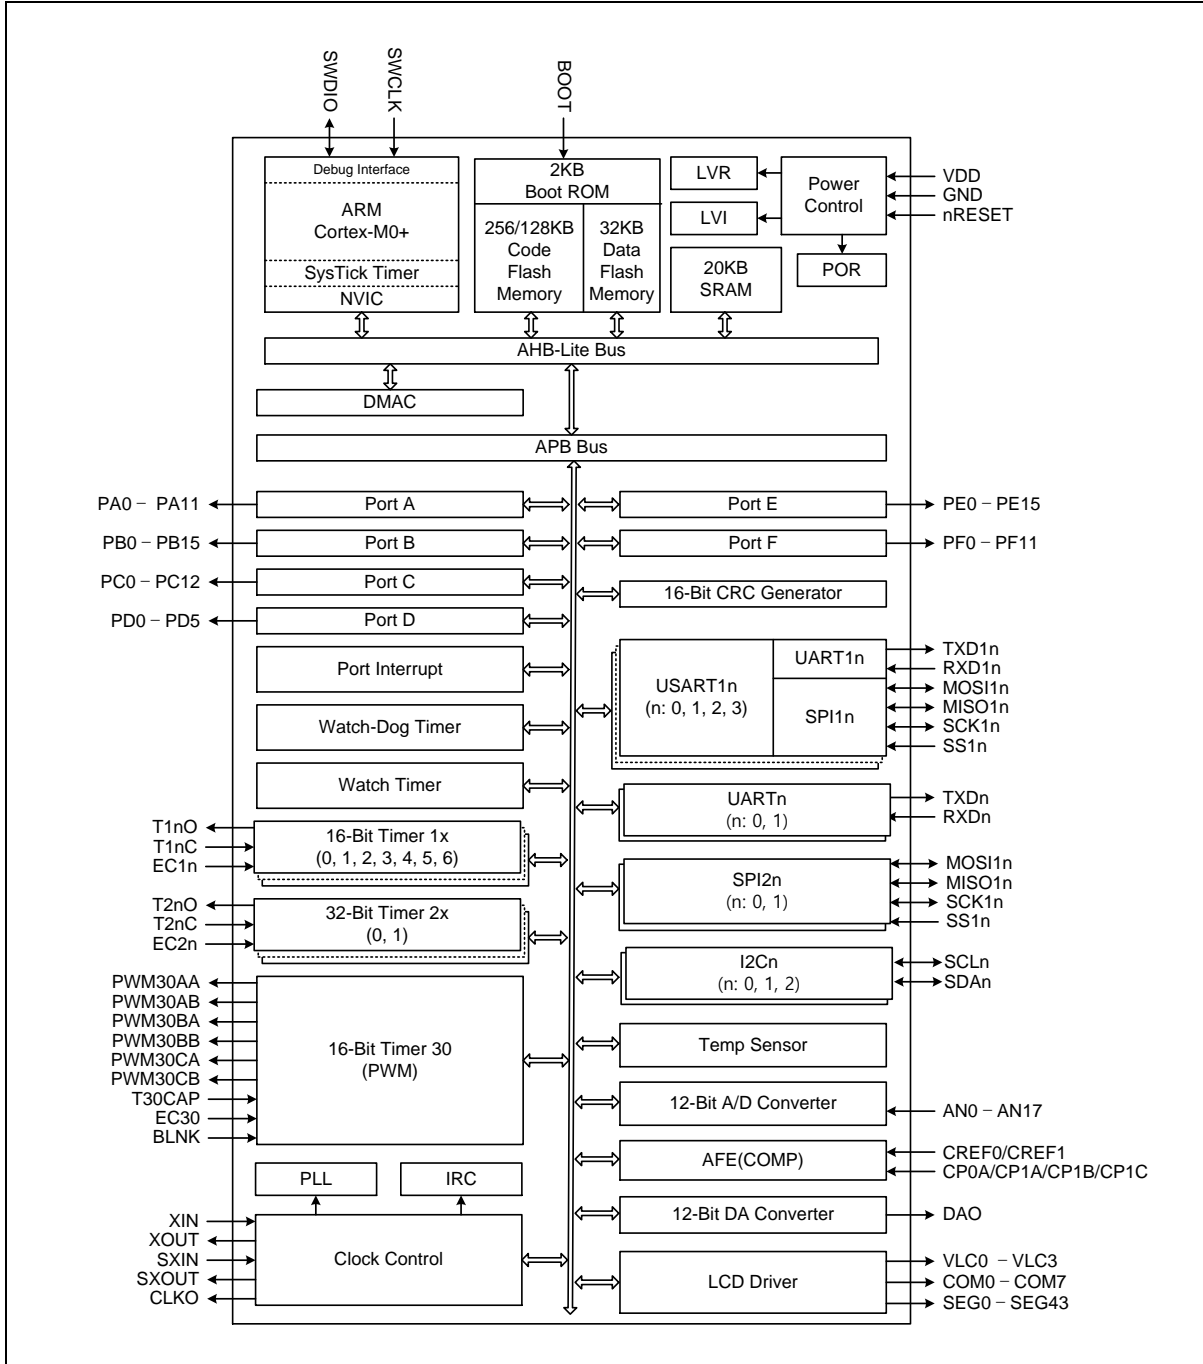 SWDIO
SWCLK
BOOT
Debug Interface
ARM
Cortex-M0+
SysTick Timer
NVIC
2KB
Boot ROM
256/128KB
Code
Flash
Memory
32KB
Data
Flash
Memory
LVR
LVI
Power
Control
VDD
GND
nRESET
POR
20KB
SRAM
AHB-Lite Bus
DMAC
APB Bus
PA0 – PA11
Port A
PB0 – PB15
Port B
PC0 – PC12
Port C
PD0 – PD5
Port D
Port Interrupt
Watch-Dog Timer
Watch Timer
T1nO
T1nC
EC1n
16-Bit Timer 1x
(0, 1, 2, 3, 4, 5, 6)
T2nO
T2nC
EC2n
32-Bit Timer 2x
(0, 1)
PWM30AA
PWM30AB
PWM30BA
PWM30BB
PWM30CA
PWM30CB
T30CAP
EC30
BLNK
16-Bit Timer 30
(PWM)
PLL
IRC
XIN
XOUT
SXIN
SXOUT
CLKO
Clock Control
Port E
PE0 – PE15
Port F
PF0 – PF11
16-Bit CRC Generator
USART1n
(n: 0, 1, 2, 3)
UART1n
SPI1n
TXD1n
RXD1n
MOSI1n
MISO1n
SCK1n
SS1n
UARTn
(n: 0, 1)
TXDn
RXDn
SPI2n
(n: 0, 1)
MOSI1n
MISO1n
SCK1n
SS1n
I2Cn
(n: 0, 1, 2)
SCLn
SDAn
Temp Sensor
12-Bit A/D Converter
AN0 – AN17
AFE(COMP)
CREF0/CREF1
CP0A/CP1A/CP1B/CP1C
12-Bit DA Converter
DAO
LCD Driver
VLC0 – VLC3
COM0 – COM7
SEG0 – SEG43